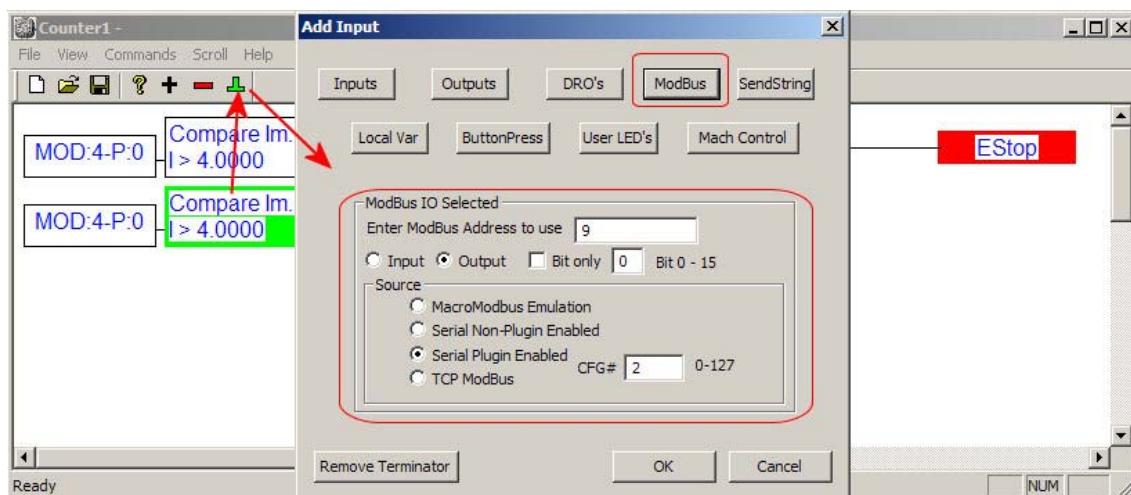 Counter1 -
File View Commands Scroll Help
MOD:4-P:0
Compare Im.
I > 4.0000
MOD:4-P:0
Compare Im.
I > 4.0000
EStop
Ready
NUM
Add Input
Inputs Outputs DRO's ModBus SendString
Local Var ButtonPress User LED's Mach Control
ModBus IO Selected
Enter ModBus Address to use 9
Input Output Bit only 0 Bit 0 - 15
Source
MacroModbus Emulation
Serial Non-Plugin Enabled
Serial Plugin Enabled CFG# 2 0-127
TCP ModBus
Remove Terminator OK Cancel